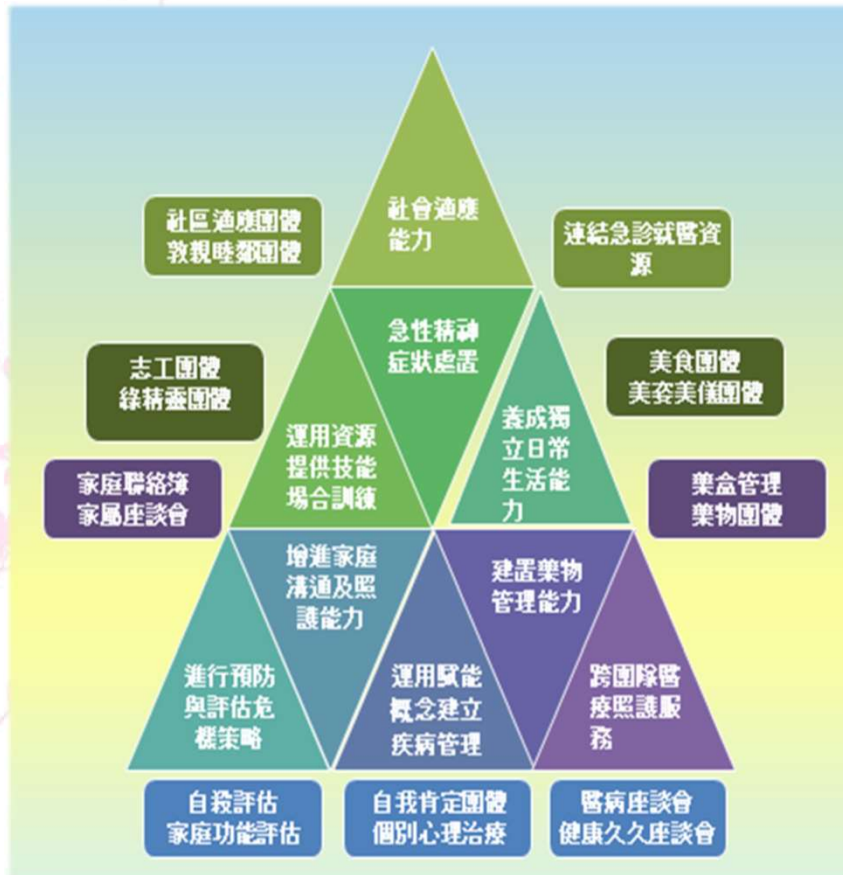 社會適應
能力
社區適應團體
敦親睦鄰團體
連結急診就醫資
源
急性精神
症狀處置
志工團體
綠精靈團體
美食團體
美姿美儀團體
運用資源
提供技能
場合訓練
養成獨
立日常
生活能
力
家庭聯絡簿
家屬座談會
藥盒管理
藥物團體
增進家庭
溝通及照
護能力
建置藥物
管理能力
進行預防
與評估危
機策略
運用賦能
概念建立
疾病管理
跨團隊醫
療照護服
務
自殺評估
家庭功能評估
自我肯定團體
個別心理治療
醫病座談會
健康久久座談會